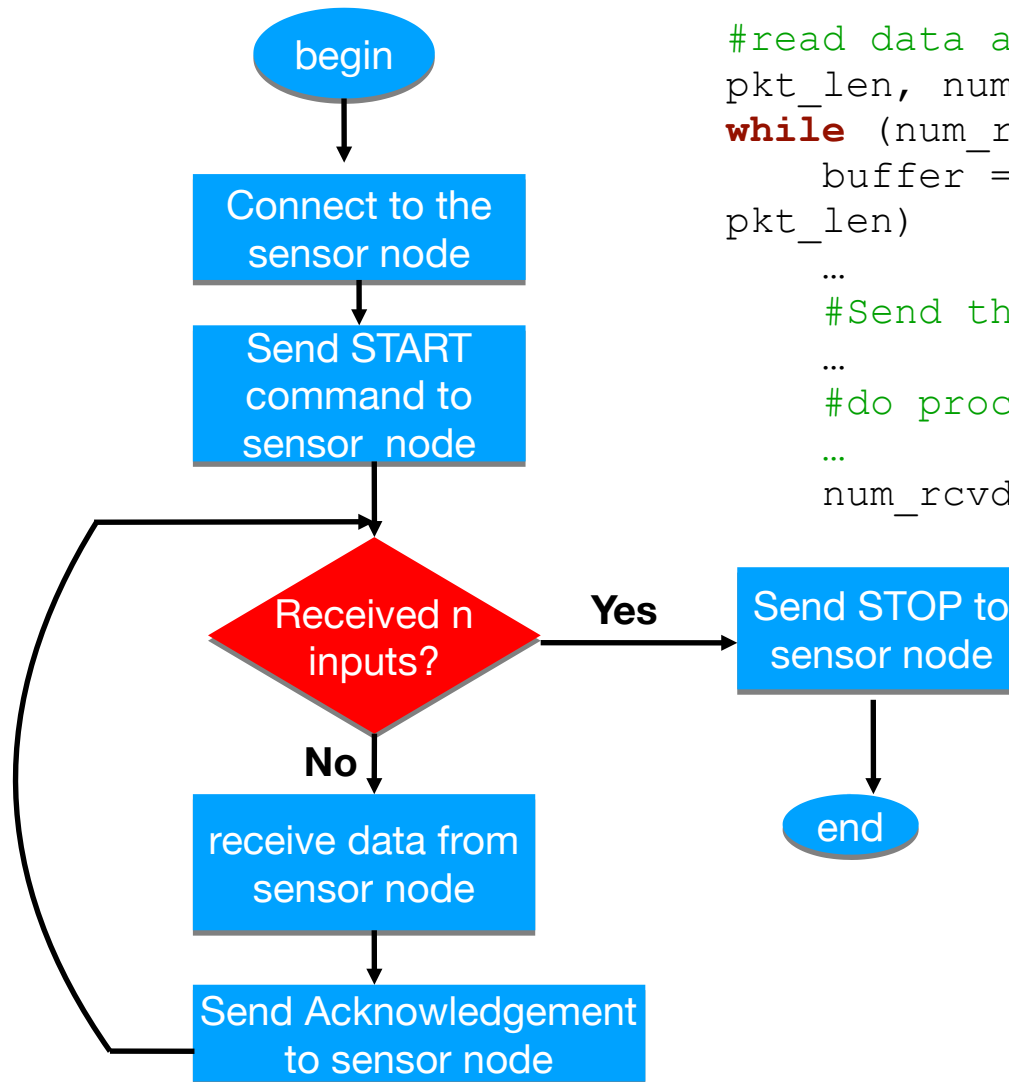 begin
Connect to the
sensor node
Send START
command to
sensor node
Received n
inputs?
Yes
No
Send STOP to
sensor node
end
receive data from
sensor node
Send Acknowledgement
to sensor node
#read data a
pkt_len, num
while (num_r
buffer =
pkt_len)
…
#Send th
…
#do proc
…
num_rcvd